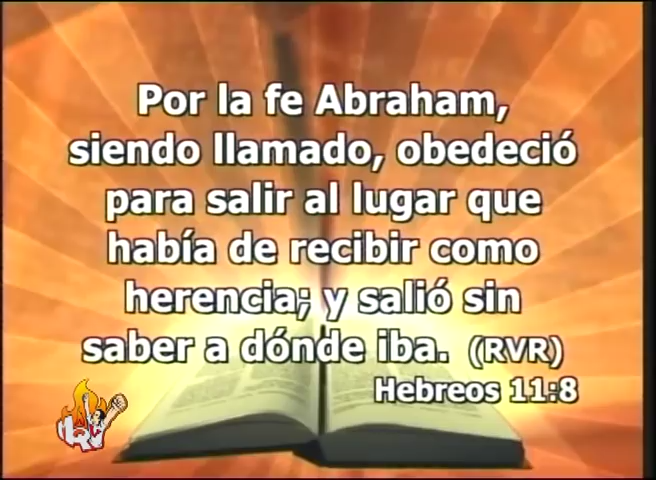 Por la fe Abraham,
siendo llamado, obedeció
para salir al lugar que
había de recibir como
herencia; y salió sin
saber a dónde iba. (RVR)
Hebreos 11:8